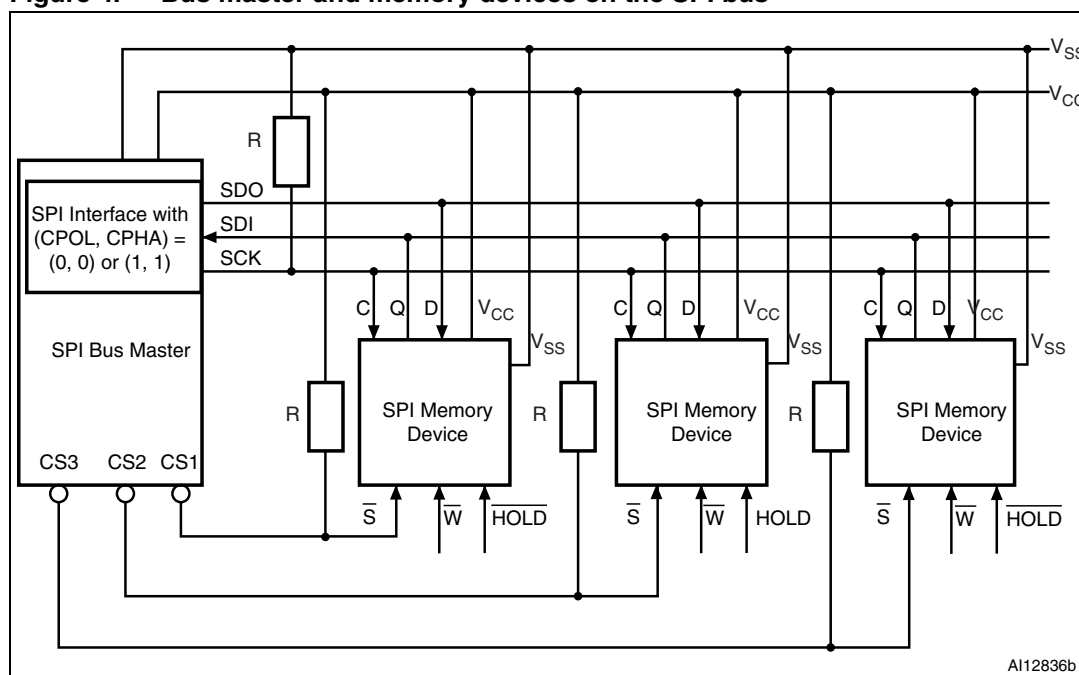 Bus master and memory devices on the SPI bus
VSS
VCC
R
SDO
SDI
SCK
SPI Interface with
(CPOL, CPHA) =
(0, 0) or (1, 1)
SPI Bus Master
CS3 CS2 CS1
C Q D VCC VSS
C Q D VCC VSS
C Q D VCC VSS
R
SPI Memory
Device
R
SPI Memory
Device
R
SPI Memory
Device
S̅ W̅ H̅O̅L̅D̅
S̅ W̅ HOLD
S̅ W̅ H̅O̅L̅D̅
AI12836b